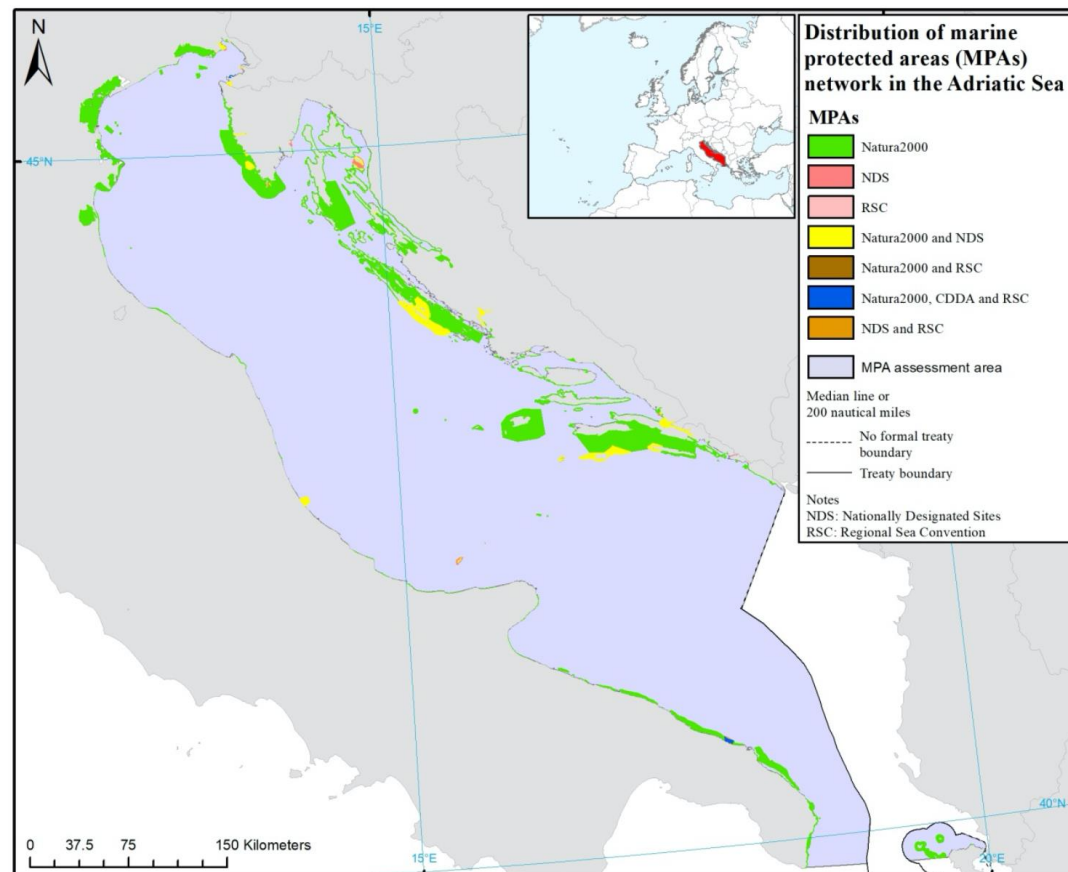 N
15°E
45°N
Distribution of marine
protected areas (MPAs)
network in the Adriatic Sea
MPAs
Natura2000
NDS
RSC
Natura2000 and NDS
Natura2000 and RSC
Natura2000, CDDA and RSC
NDS and RSC
MPA assessment area
Median line or
200 nautical miles
No formal treaty
boundary
Treaty boundary
Notes
NDS: Nationally Designated Sites
RSC: Regional Sea Convention
40°N
0 37.5 75 150 Kilometers
15°E
20°E